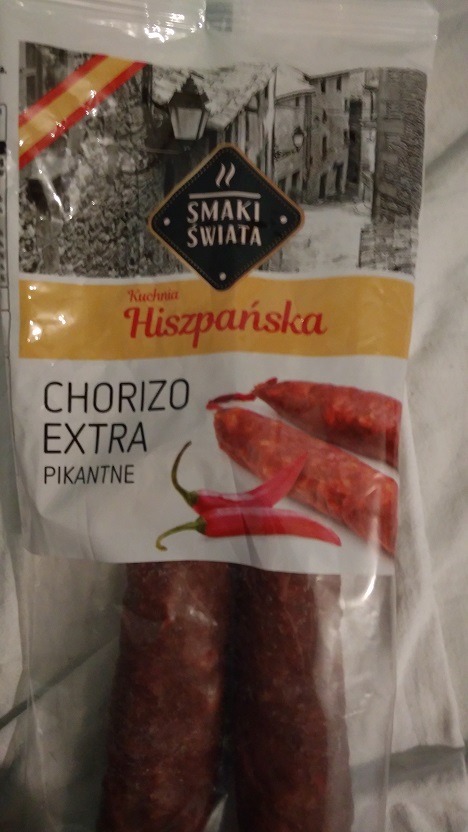 SMAKI
ŚWIATA
Kuchnia
Hiszpańska
CHORIZO
EXTRA
PIKANTNE